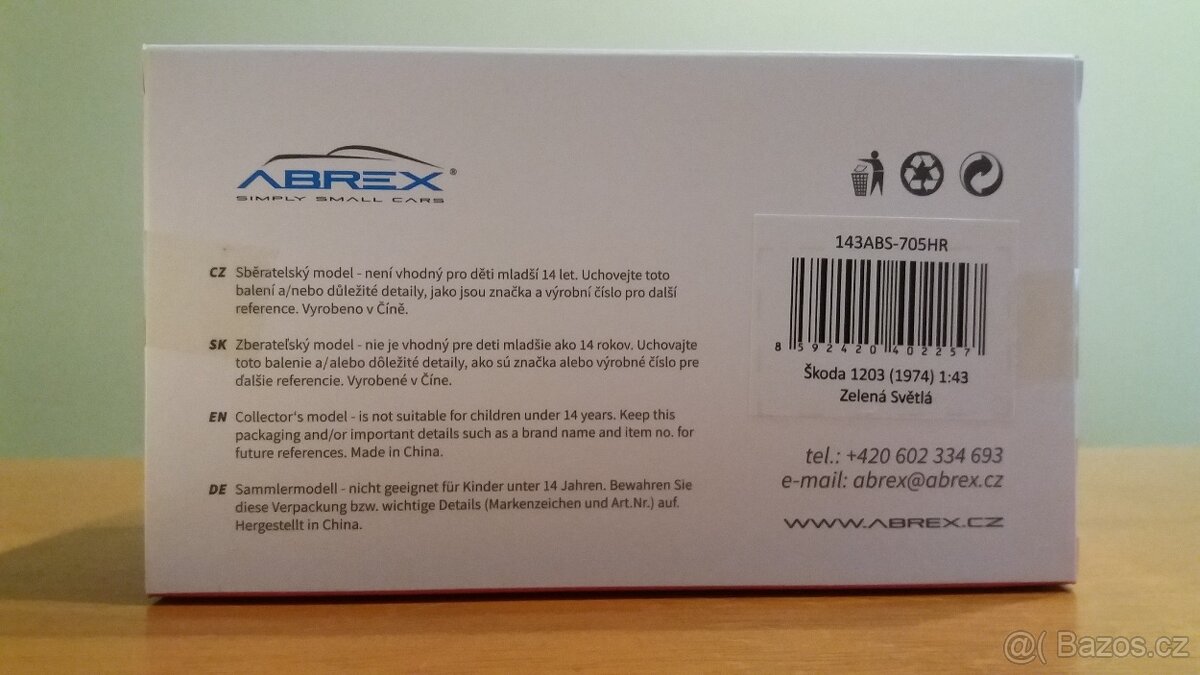 ABREX®
SIMPLY SMALL CARS
CZ Sběratelský model - není vhodný pro děti mladší 14 let. Uchovejte toto
balení a/nebo důležité detaily, jako jsou značka a výrobní číslo pro další
reference. Vyrobeno v Číně.
SK Zberateľský model - nie je vhodný pre deti mladšie ako 14 rokov. Uchovajte
toto balenie a/alebo dôležité detaily, ako sú značka alebo výrobné číslo pre
ďalšie referencie. Vyrobené v Číne.
EN Collector's model - is not suitable for children under 14 years. Keep this
packaging and/or important details such as a brand name and item no. for
future references. Made in China.
DE Sammlermodell - nicht geeignet für Kinder unter 14 Jahren. Bewahren Sie
diese Verpackung bzw. wichtige Details (Markenzeichen und Art.Nr.) auf.
Hergestellt in China.
143ABS-705HR
8 592420 402257
Škoda 1203 (1974) 1:43
Zelená Světlá
tel.: +420 602 334 693
e-mail: abrex@abrex.cz
WWW.ABREX.CZ
@( Bazos.cz